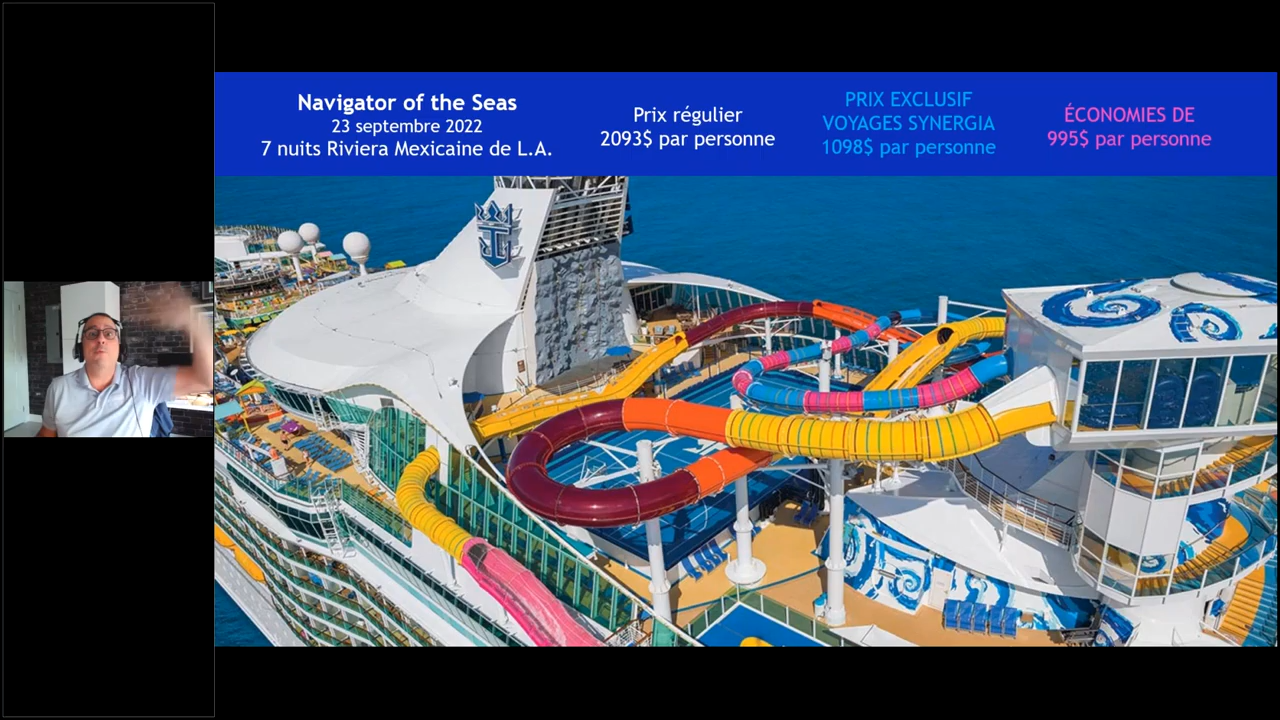 Navigator of the Seas
23 septembre 2022
7 nuits Riviera Mexicaine de L.A.
Prix régulier
2093$ par personne
PRIX EXCLUSIF
VOYAGES SYNERGIA
1098$ par personne
ÉCONOMIES DE
995$ par personne